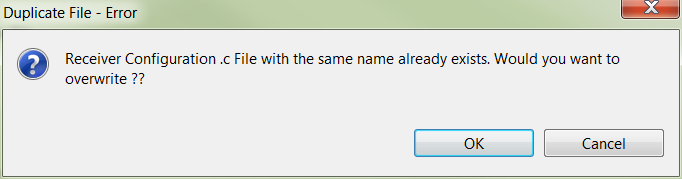 Duplicate File - Error
Receiver Configuration .c File with the same name already exists. Would you want to
overwrite ??
OK
Cancel